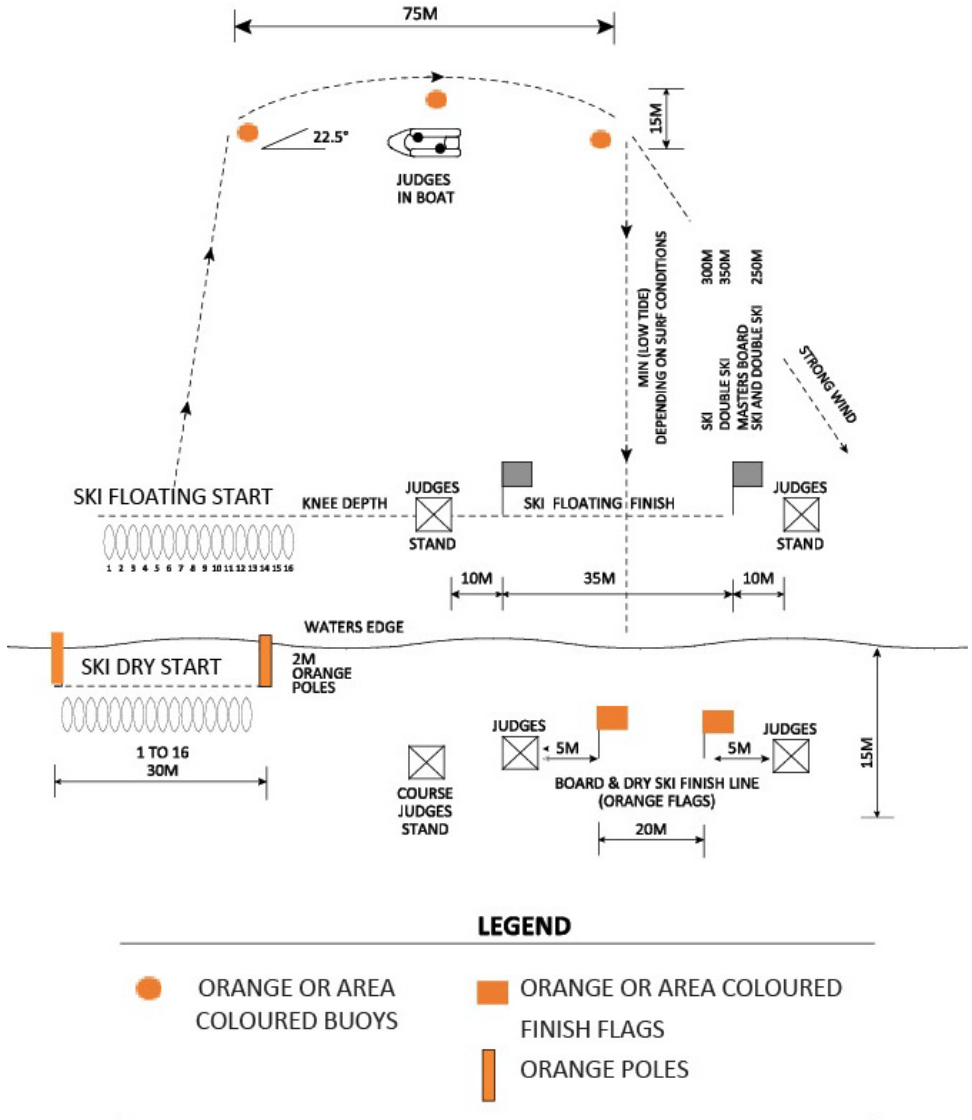 75M
15M
22.5°
JUDGES
IN BOAT
MIN (LOW TIDE)
DEPENDING ON SURF CONDITIONS
SKI 300M
DOUBLE SKI 350M
MASTERS BOARD
SKI AND DOUBLE SKI 250M
STRONG WIND
SKI FLOATING START
KNEE DEPTH
JUDGES
STAND
SKI FLOATING FINISH
JUDGES
STAND
1 2 3 4 5 6 7 8 9 10 11 12 13 14 15 16
10M
35M
10M
WATERS EDGE
SKI DRY START
2M
ORANGE
POLES
1 TO 16
30M
JUDGES
5M
5M
JUDGES
15M
COURSE
JUDGES
STAND
BOARD & DRY SKI FINISH LINE
(ORANGE FLAGS)
20M
LEGEND
ORANGE OR AREA
COLOURED BUOYS
ORANGE OR AREA COLOURED
FINISH FLAGS
ORANGE POLES